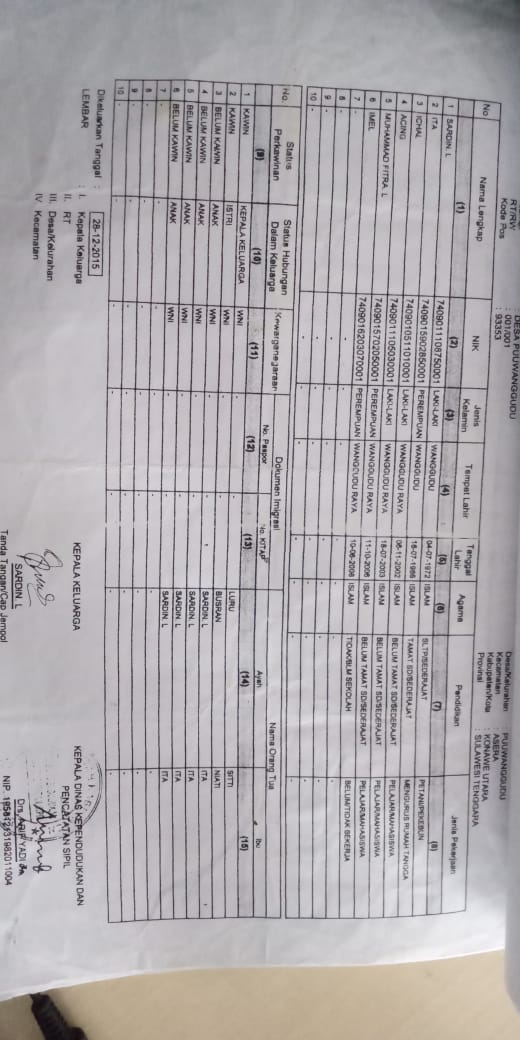 DESA PUUWANGGUDU
RT/RW : 001/001
Kode Pos : 93353
Desa/Kelurahan : PUUWANGGUDU
Kecamatan : ASERA
Kabupaten/Kota : KONAWE UTARA
Provinsi : SULAWESI TENGGARA
No Nama Lengkap NIK Jenis Kelamin Tempat Lahir Tanggal Lahir Agama Pendidikan Jenis Pekerjaan
(1) (2) (3) (4) (5) (6) (7) (8)
1 SARDIN. L 7409011108750001 LAKI-LAKI WANGGUDU 04-07-1972 ISLAM SLTP/SEDERAJAT PETANI/PEKEBUN
2 ITA 7409015902850001 PEREMPUAN WANGGUDU 18-07-1986 ISLAM TAMAT SD/SEDERAJAT MENGURUS RUMAH TANGGA
3 ICHAL 7409010511010001 LAKI-LAKI WANGGUDU RAYA 06-11-2002 ISLAM BELUM TAMAT SD/SEDERAJAT PELAJAR/MAHASISWA
4 ACING 7409011105030001 LAKI-LAKI WANGGUDU RAYA 18-07-2003 ISLAM BELUM TAMAT SD/SEDERAJAT PELAJAR/MAHASISWA
5 MUHAMMAD FITRA. L 7409015702050001 PEREMPUAN WANGGUDU RAYA 11-10-2006 ISLAM BELUM TAMAT SD/SEDERAJAT PELAJAR/MAHASISWA
6 IMEL 7409016203070001 PEREMPUAN WANGGUDU RAYA 10-06-2008 ISLAM TIDAK/BLM SEKOLAH BELUM/TIDAK BEKERJA
7 - - - - - - - -
8 - - - - - - - -
9 - - - - - - - -
10 - - - - - - - -
No. Status Perkawinan Status Hubungan Dalam Keluarga Kewarganegaraan Dokumen Imigrasi Nama Orang Tua
No. Paspor No. KITAP Ayah Ibu
(9) (10) (11) (12) (13) (14) (15)
1 KAWIN KEPALA KELUARGA WNI - - LURU SITTI
2 KAWIN ISTRI WNI - - BUSRAN NIATI
3 BELUM KAWIN ANAK WNI - - SARDIN. L ITA
4 BELUM KAWIN ANAK WNI - - SARDIN. L ITA
5 BELUM KAWIN ANAK WNI - - SARDIN. L ITA
6 BELUM KAWIN ANAK WNI - - SARDIN. L ITA
7 - - - - - - -
8 - - - - - - -
9 - - - - - - -
10 - - - - - - -
Dikeluarkan Tanggal : 28-12-2015
LEMBAR : I. Kepala Keluarga
II. RT
III. Desa/Kelurahan
IV. Kecamatan
KEPALA KELUARGA
SARDIN. L
Tanda Tangan/Cap Jempol
KEPALA DINAS KEPENDUDUKAN DAN
PENCATATAN SIPIL
Drs. ARIF YADI
NIP. 195812131982011004